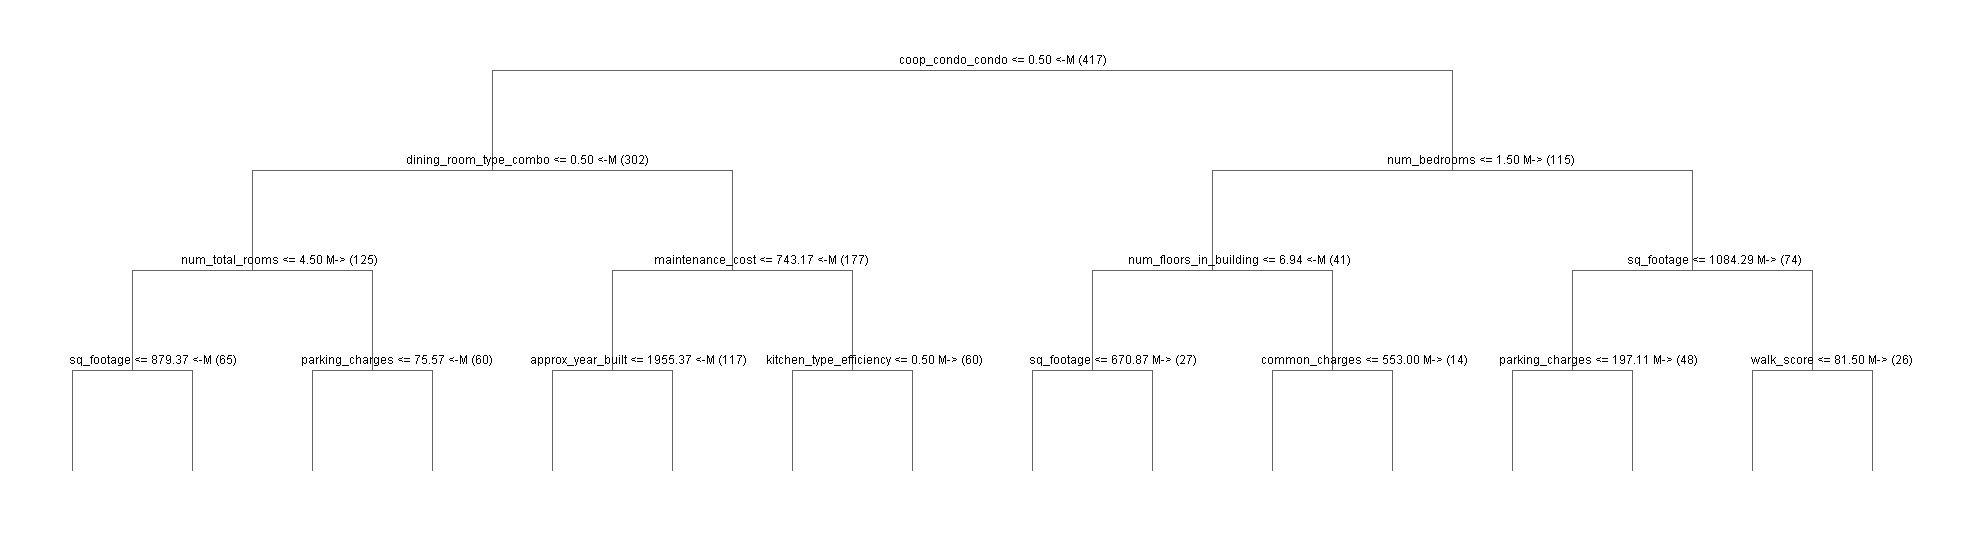 coop_condo_condo <= 0.50 <-M (417)
dining_room_type_combo <= 0.50 <-M (302)
num_bedrooms <= 1.50 M-> (115)
num_total_rooms <= 4.50 M-> (125)
maintenance_cost <= 743.17 <-M (177)
num_floors_in_building <= 6.94 <-M (41)
sq_footage <= 1084.29 M-> (74)
sq_footage <= 879.37 <-M (65)
parking_charges <= 75.57 <-M (60)
approx_year_built <= 1955.37 <-M (117)
kitchen_type_efficiency <= 0.50 M-> (60)
sq_footage <= 670.87 M-> (27)
common_charges <= 553.00 M-> (14)
parking_charges <= 197.11 M-> (48)
walk_score <= 81.50 M-> (26)